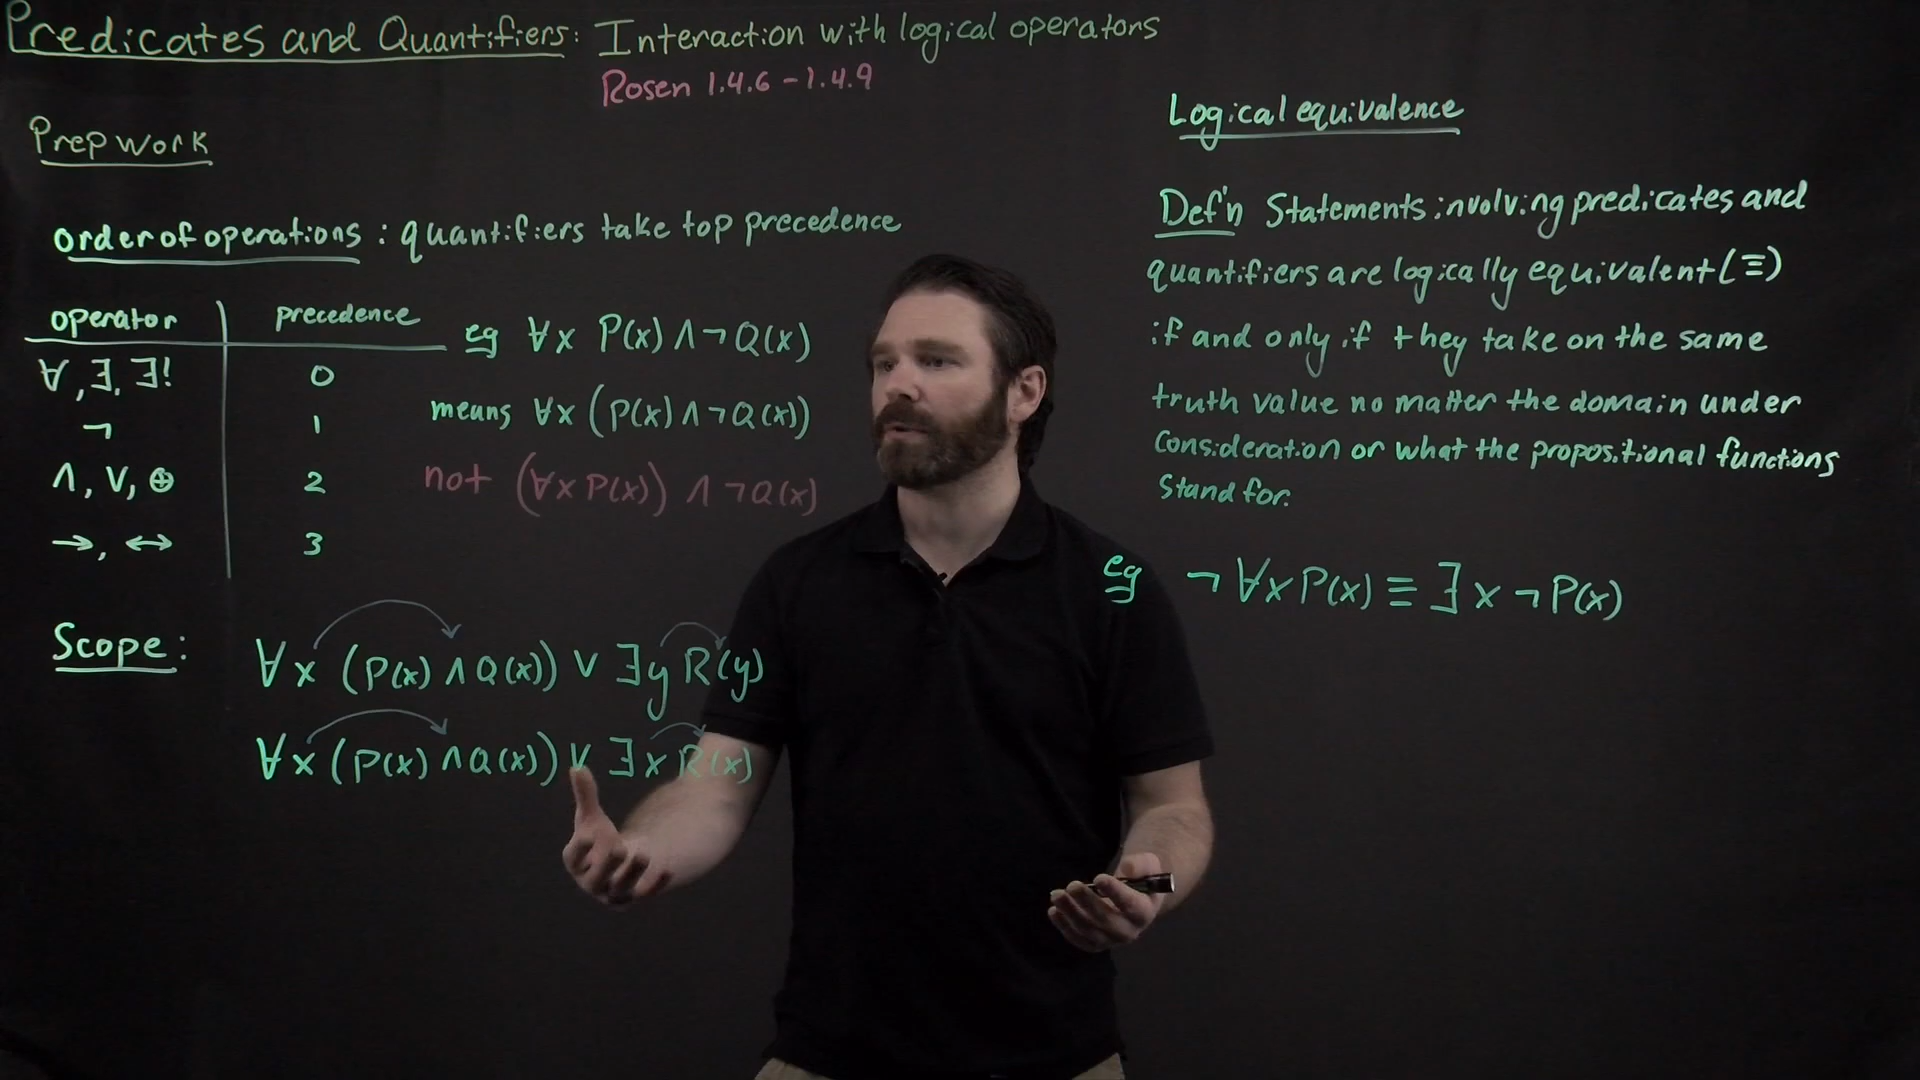 Predicates and Quantifiers: Interaction with logical operators
Rosen 1.4.6 - 1.4.9
Prep work
order of operations : quantifiers take top precedence
operator precedence
∀, ∃, ∃! 0
¬ 1
∧, ∨, ⊕ 2
→, ↔ 3
eg ∀x P(x) ∧ ¬Q(x)
means ∀x (P(x) ∧ ¬Q(x))
not (∀x P(x)) ∧ ¬Q(x)
Scope:
∀x (P(x) ∧ Q(x)) ∨ ∃y R(y)
∀x (P(x) ∧ Q(x)) ∨ ∃x R(x)
Logical equivalence
Def'n Statements involving predicates and
quantifiers are logically equivalent (≡)
if and only if they take on the same
truth value no matter the domain under
consideration or what the propositional functions
stand for.
eg ¬∀x P(x) ≡ ∃x ¬P(x)